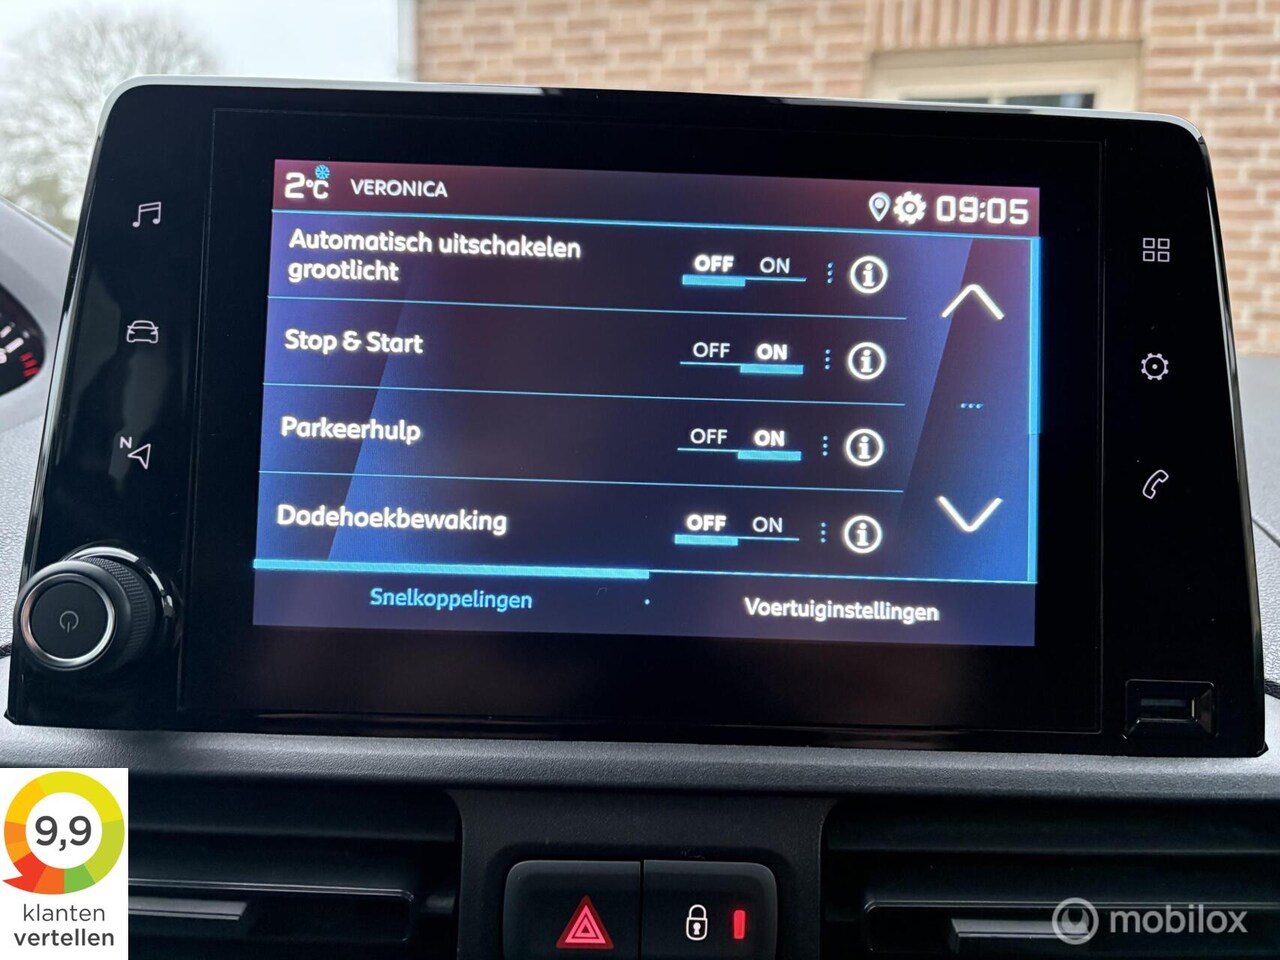 2°C VERONICA 09:05
Automatisch uitschakelen
grootlicht
OFF ON
Stop & Start
OFF ON
Parkeerhulp
OFF ON
Dodehoekbewaking
OFF ON
Snelkoppelingen
Voertuiginstellingen
N
9,9
klanten
vertellen
mobilox